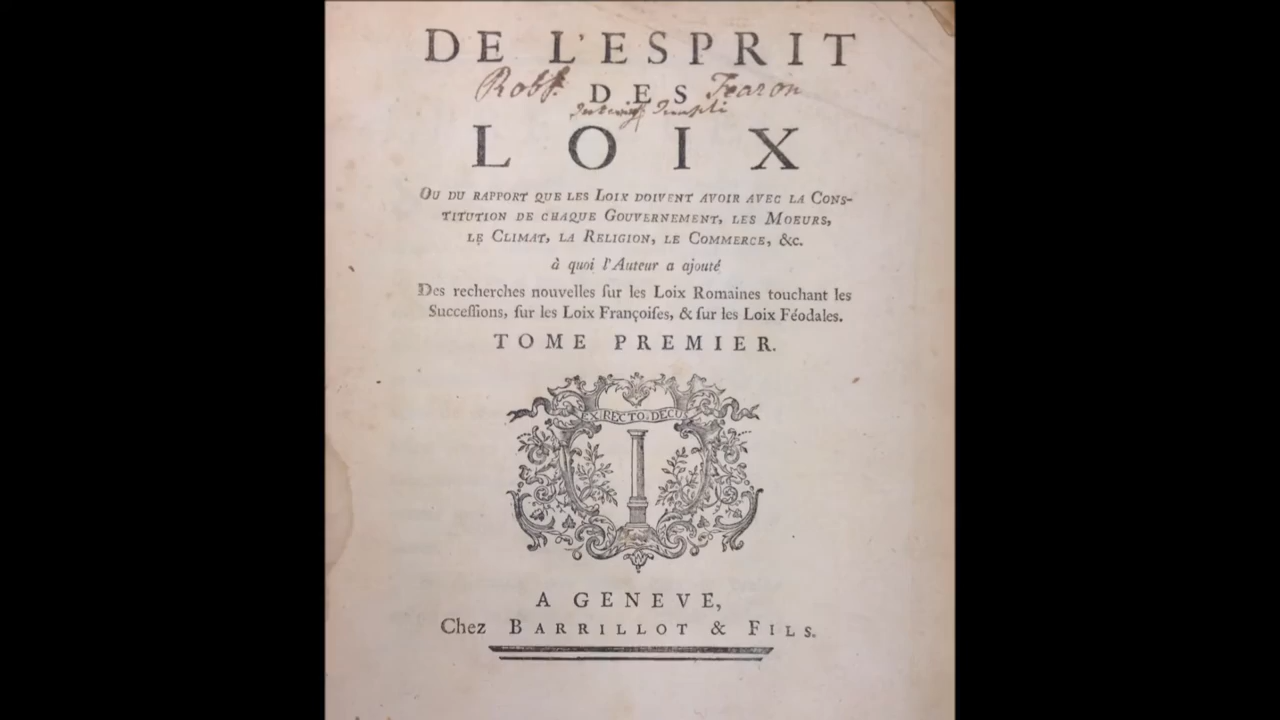 DE L'ESPRIT
Robt. DES Fearon
LOIX
OU DU RAPPORT QUE LES LOIX DOIVENT AVOIR AVEC LA CONS-
TITUTION DE CHAQUE GOUVERNEMENT, LES MOEURS,
LE CLIMAT, LA RELIGION, LE COMMERCE, &c.
à quoi l'Auteur a ajouté
Des recherches nouvelles ſur les Loix Romaines touchant les
Succeſſions, ſur les Loix Françoiſes, & ſur les Loix Féodales.
TOME PREMIER.
EX RECTO DECU
A GENEVE,
Chez BARRILLOT & FILS.